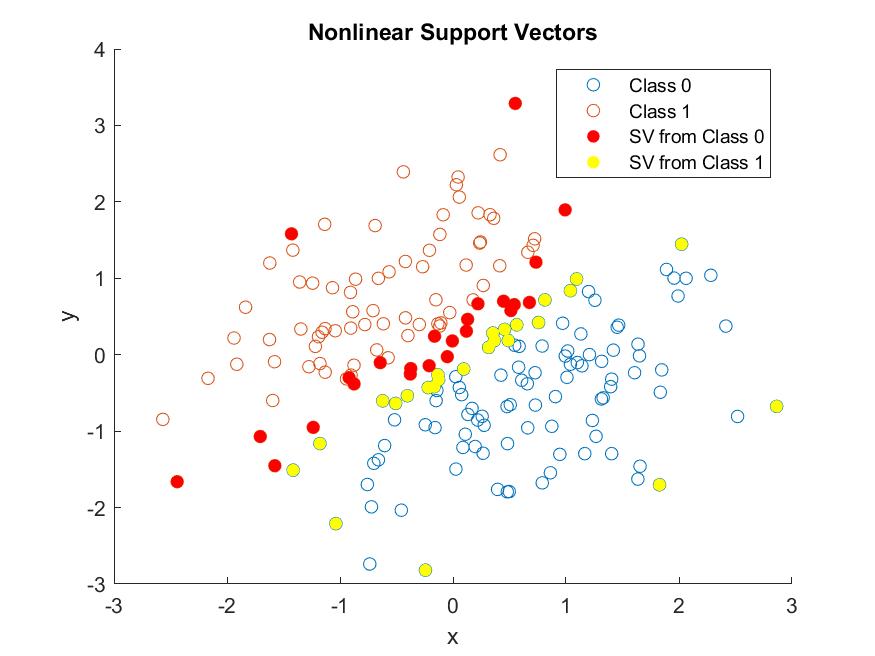 Nonlinear Support Vectors
4
3
2
1
0
-1
-2
-3
y
Class 0
Class 1
SV from Class 0
SV from Class 1
-3 -2 -1 0 1 2 3
x